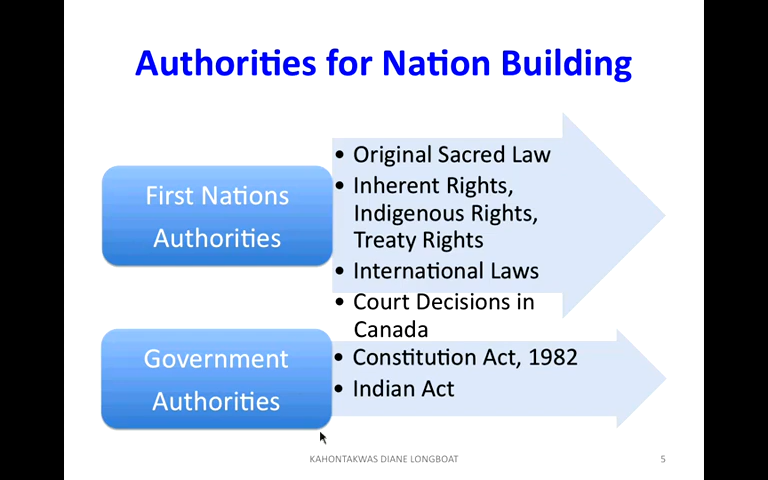 Authorities for Nation Building
First Nations
Authorities
• Original Sacred Law
• Inherent Rights,
Indigenous Rights,
Treaty Rights
• International Laws
• Court Decisions in
Canada
Government
Authorities
• Constitution Act, 1982
• Indian Act
KAHONTAKWAS DIANE LONGBOAT
5